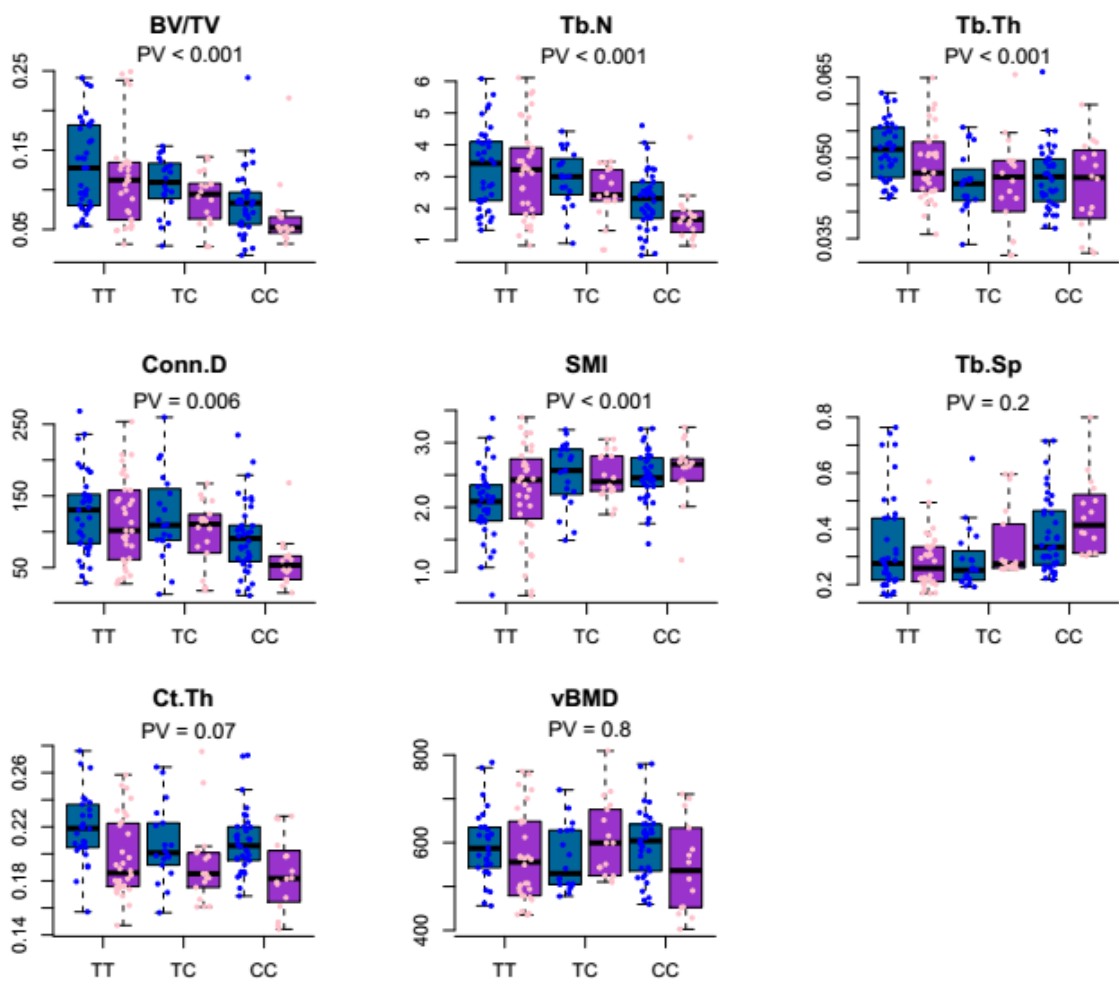 BV/TV
PV < 0.001
0.25
0.15
0.05
TT TC CC
Tb.N
PV < 0.001
6
5
4
3
2
1
TT TC CC
Tb.Th
PV < 0.001
0.065
0.050
0.035
TT TC CC
Conn.D
PV = 0.006
250
150
50
TT TC CC
SMI
PV < 0.001
3.0
2.0
1.0
TT TC CC
Tb.Sp
PV = 0.2
0.8
0.6
0.4
0.2
TT TC CC
Ct.Th
PV = 0.07
0.26
0.22
0.18
0.14
TT TC CC
vBMD
PV = 0.8
800
600
400
TT TC CC